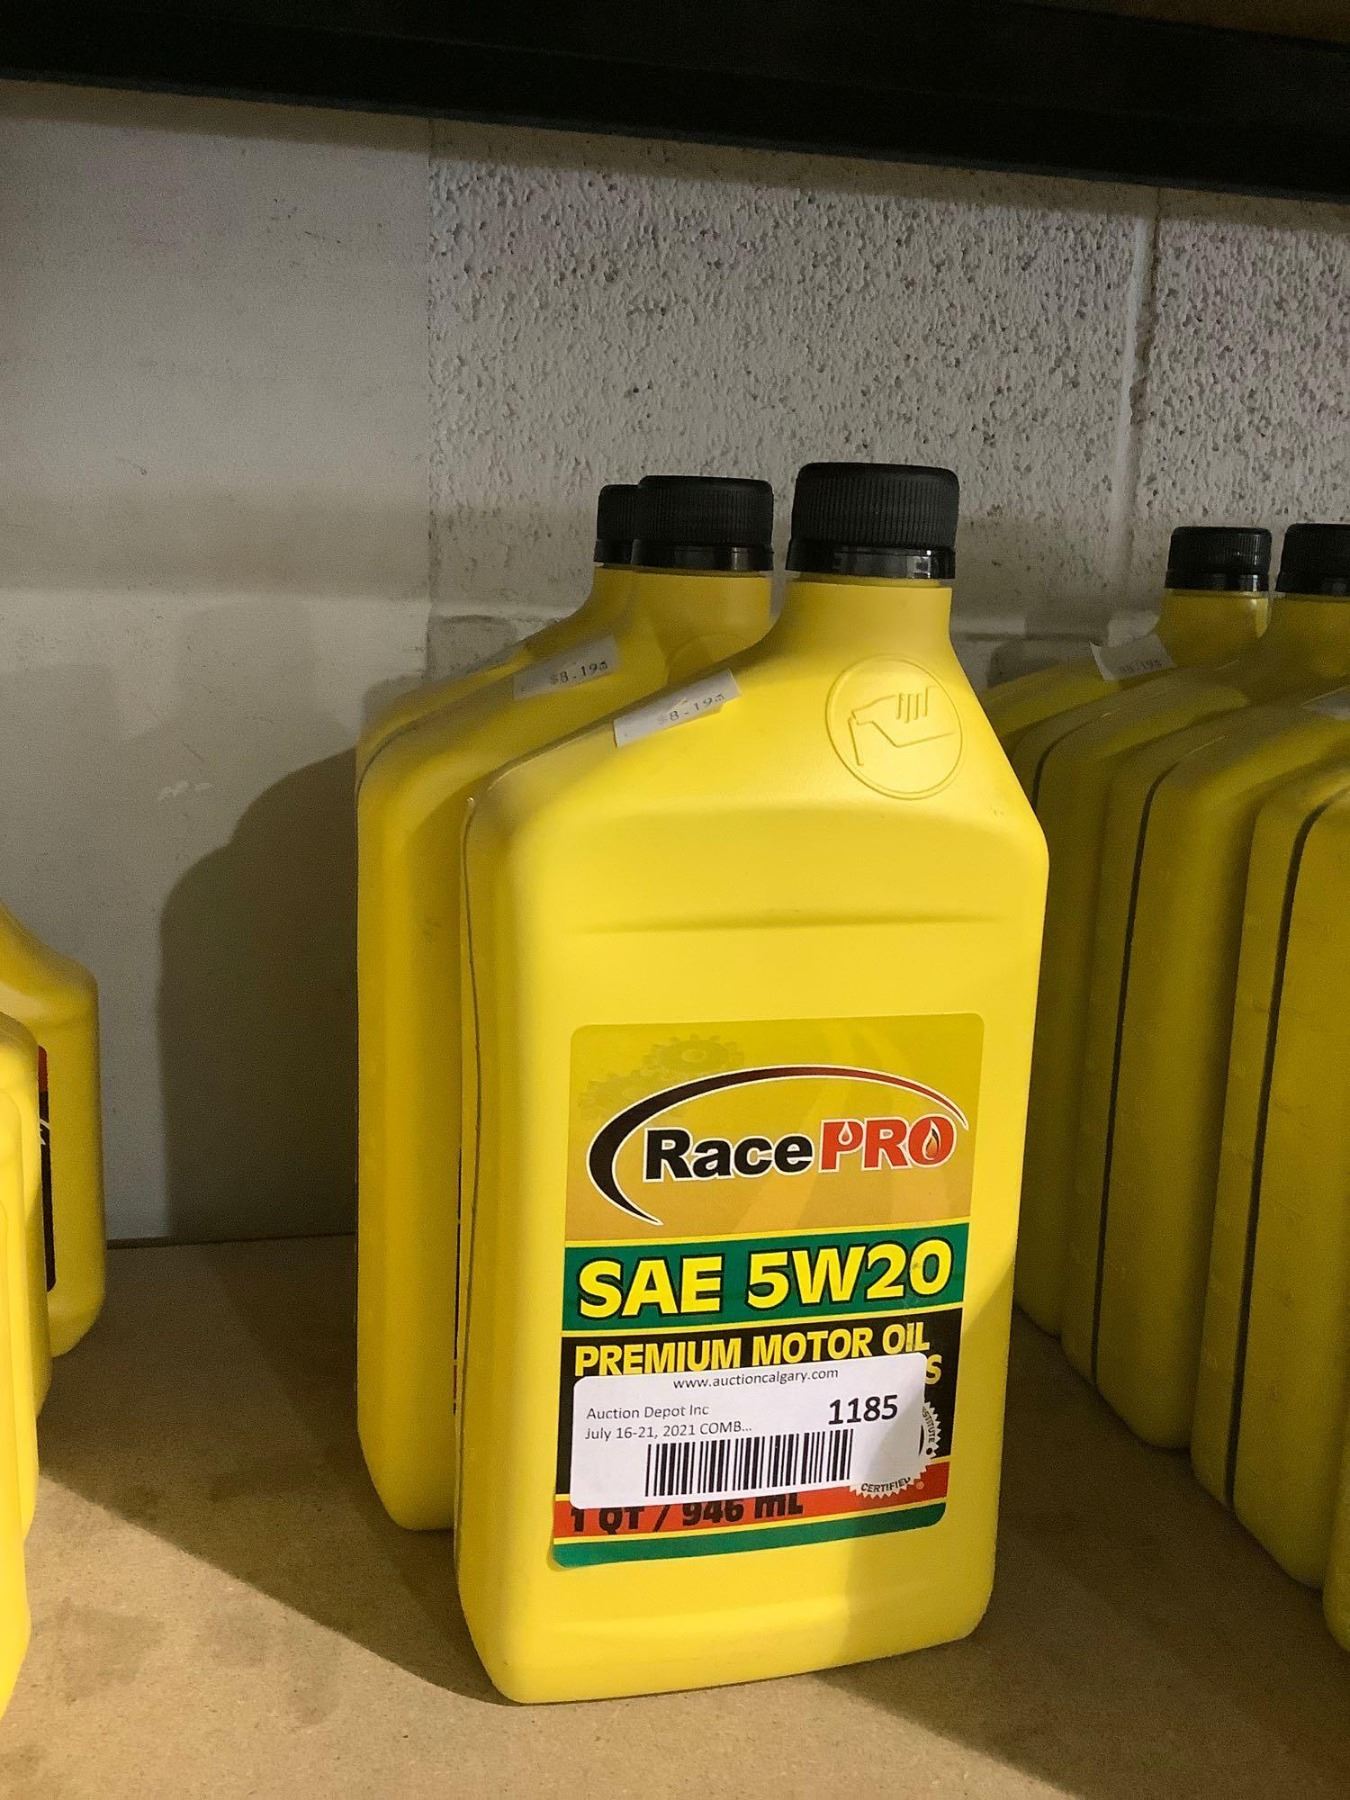 $8.19
$8.19
RacePRO
SAE 5W20
PREMIUM MOTOR OIL
S
www.auctioncalgary.com
Auction Depot Inc
1185
July 16-21, 2021 COMB...
CERTIFIED
1 QT / 946 mL